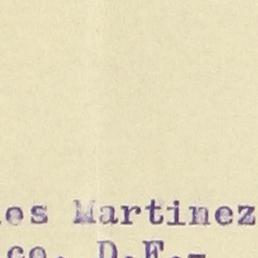 es Martinez
co, D.F.-